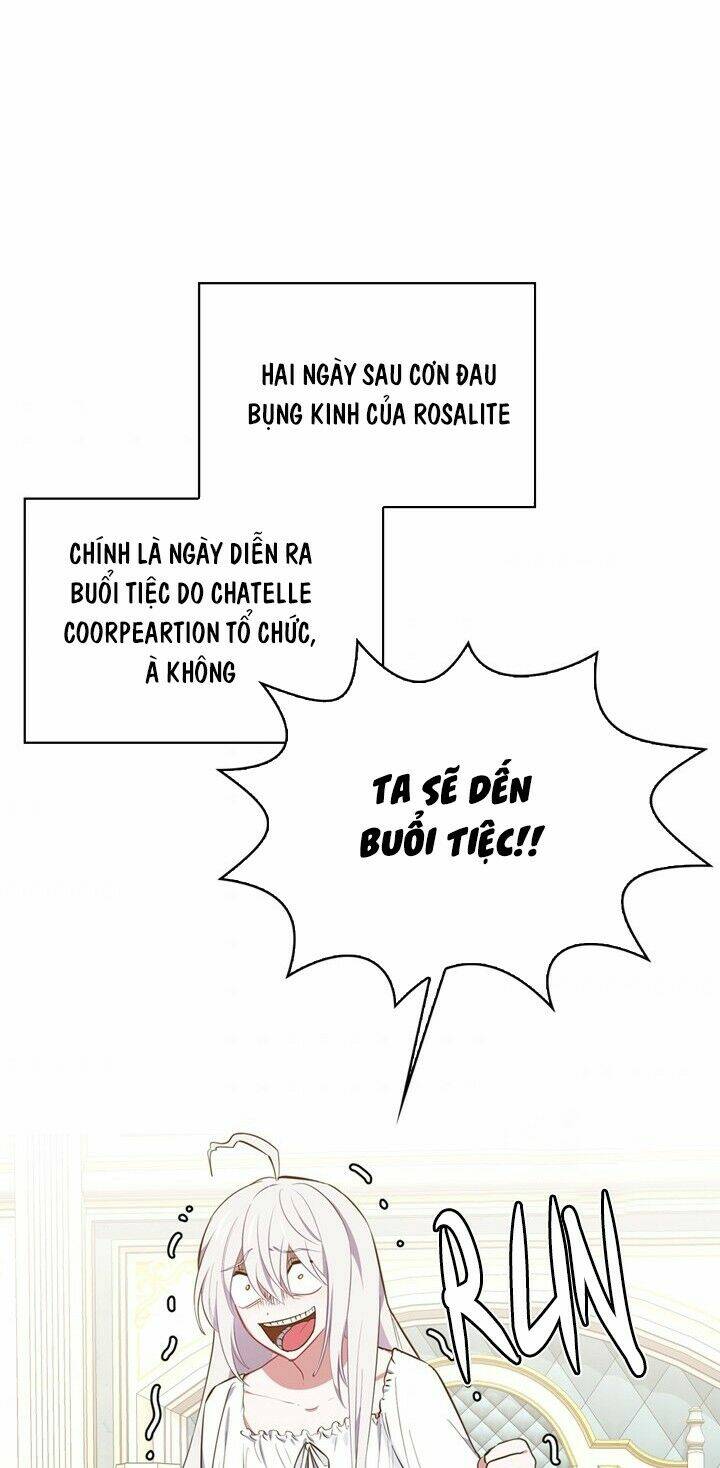 HAI NGÀY SAU CƠN ĐAU
BỤNG KINH CỦA ROSALITE
CHÍNH LÀ NGÀY DIỄN RA
BUỔI TIỆC DO CHATELLE
COORPEARTION TỔ CHỨC,
À KHÔNG
TA SẼ DẾN
BUỔI TIỆC!!
RUN